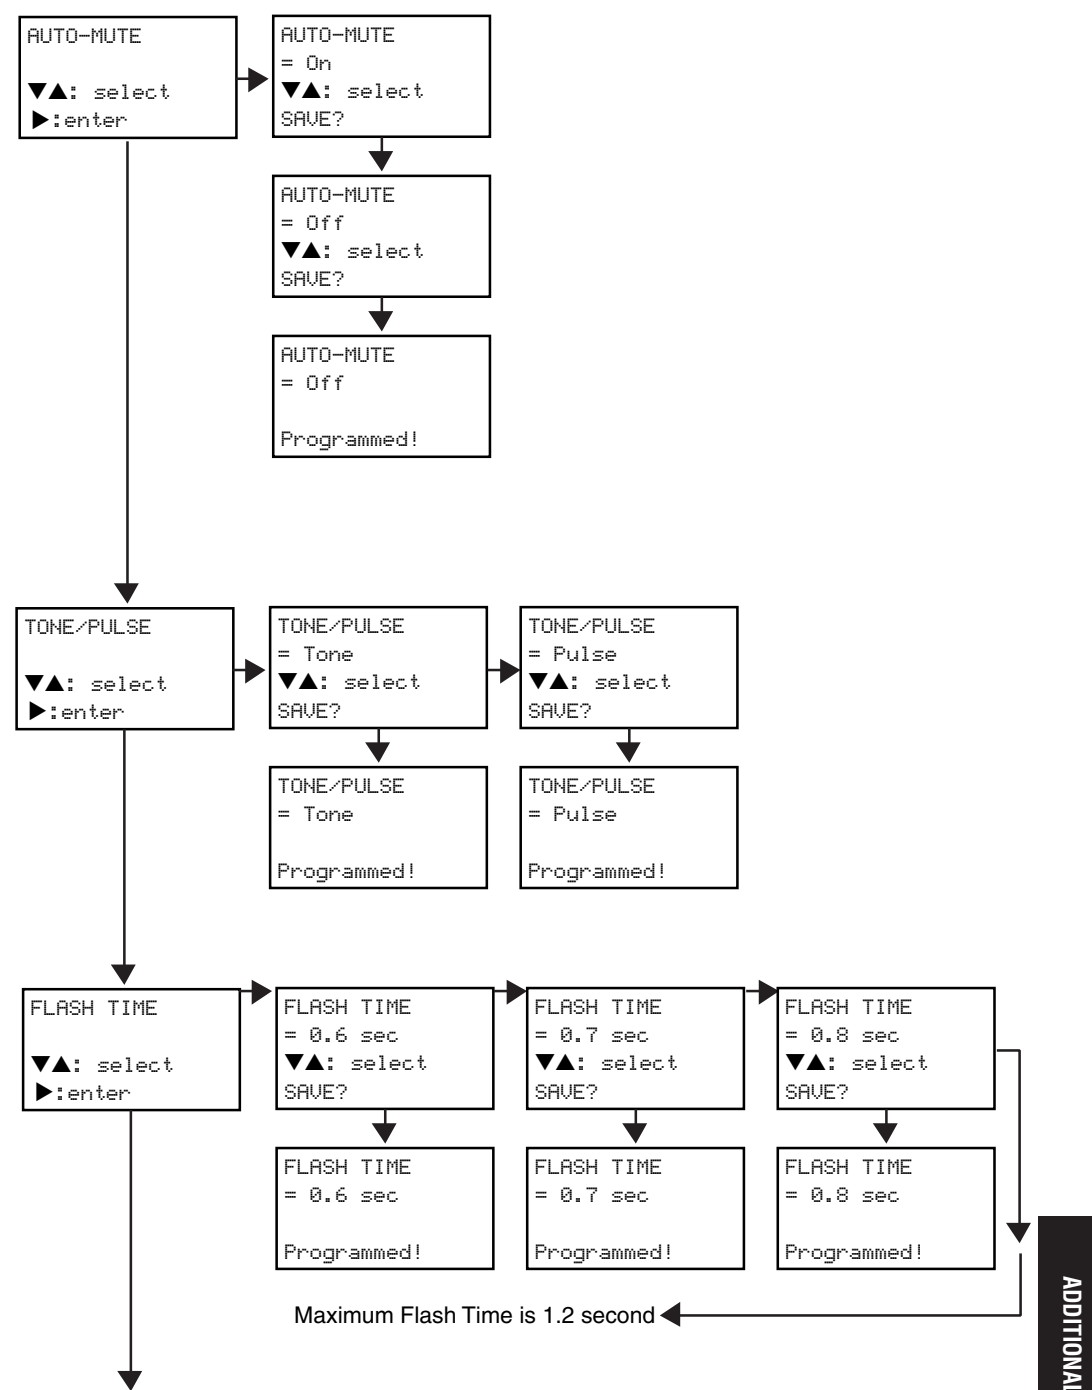 AUTO-MUTE
▼▲: select
▶:enter
AUTO-MUTE
= On
▼▲: select
SAVE?
AUTO-MUTE
= Off
▼▲: select
SAVE?
AUTO-MUTE
= Off
Programmed!
TONE/PULSE
▼▲: select
▶:enter
TONE/PULSE
= Tone
▼▲: select
SAVE?
TONE/PULSE
= Pulse
▼▲: select
SAVE?
TONE/PULSE
= Tone
Programmed!
TONE/PULSE
= Pulse
Programmed!
FLASH TIME
▼▲: select
▶:enter
FLASH TIME
= 0.6 sec
▼▲: select
SAVE?
FLASH TIME
= 0.7 sec
▼▲: select
SAVE?
FLASH TIME
= 0.8 sec
▼▲: select
SAVE?
FLASH TIME
= 0.6 sec
Programmed!
FLASH TIME
= 0.7 sec
Programmed!
FLASH TIME
= 0.8 sec
Programmed!
Maximum Flash Time is 1.2 second
ADDITIONAL